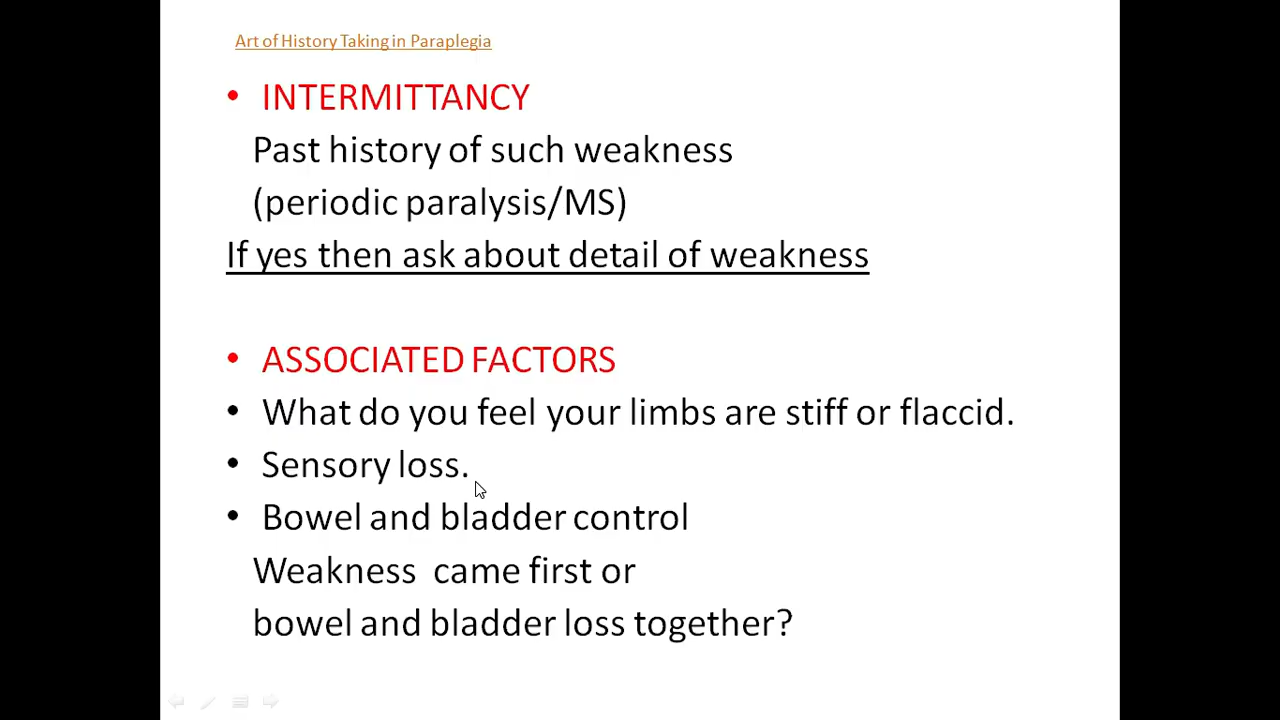 Art of History Taking in Paraplegia
• INTERMITTANCY
Past history of such weakness
(periodic paralysis/MS)
If yes then ask about detail of weakness
• ASSOCIATED FACTORS
• What do you feel your limbs are stiff or flaccid.
• Sensory loss.
• Bowel and bladder control
Weakness came first or
bowel and bladder loss together?